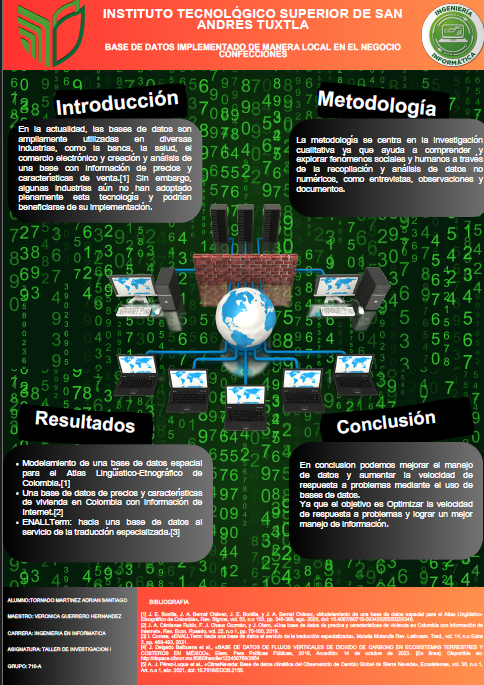 INSTITUTO TECNOLÓGICO SUPERIOR DE SAN
ANDRES TUXTLA
BASE DE DATOS IMPLEMENTADO DE MANERA LOCAL EN EL NEGOCIO
CONFECCIONES
INGENIERÍA
INFORMÁTICA
Introducción
En la actualidad, las bases de datos son
ampliamente utilizadas en diversas
industrias, como la banca, la salud, el
comercio electrónico y creación y análisis de
una base con información de precios y
características de venta.[1] Sin embargo,
algunas industrias aún no han adoptado
plenamente esta tecnología y podrían
beneficiarse de su implementación.
Metodología
La metodología se centra en la investigación
cualitativa ya que ayuda a comprender y
explorar fenómenos sociales y humanos a través
de la recopilación y análisis de datos no
numéricos, como entrevistas, observaciones y
documentos.
Resultados
Modelamiento de una base de datos espacial
para el Atlas Lingüístico-Etnográfico de
Colombia.[1]
Una base de datos de precios y características
de vivienda en Colombia con información de
Internet.[2]
ENALLTerm: hacia una base de datos al
servicio de la traducción especializada.[3]
Conclusión
En conclusión podemos mejorar el manejo
de datos y aumentar la velocidad de
respuesta a problemas mediante el uso de
bases de datos.
Ya que el objetivo es Optimizar la velocidad
de respuesta a problemas y lograr un mejor
manejo de información.
ALUMNO:TORNADO MARTINEZ ADRIAN SANTIAGO
MAESTRO: VERONICA GUERRERO HERNANDEZ
CARRERA: INGENIERIA EN INFORMATICA
ASIGNATURA: TALLER DE INVESTIGACION I
GRUPO: 710-A
BIBLIOGRAFIA
[1] J. E. Bonilla, J. A. Bernal Chávez, J. E. Bonilla, y J. A. Bernal Chávez, «Modelamiento de una base de datos espacial para el Atlas Lingüístico-
Etnográfico de Colombia», Rev. Signos, vol. 53, n.o 103, pp. 346-368, ago. 2020, doi:
[2] J. A. Cárdenas Rubio, F. J. Chaux Guzmán, y J. Otero, «Una base de datos de precios y características de vivienda en Colombia con información de
Internet», Rev. Econ. Rosario, vol. 22, n.o 1, pp. 75-100, 2019.
[3] I. Comas, «ENALLTerm: hacia una base de datos al servicio de la traducción especializada», Mutatis Mutandis Rev. Latinoam. Trad., vol. 14, n.o
2, pp. 469-493, 2021.
[4] J. Delgado Balbuena et al., «BASE DE DATOS DE FLUJOS VERTICALES DE DIOXIDO DE CARBONO EN ECOSISTEMAS TERRESTRES Y
COSTEROS EN MÉXICO», Elem. Para Políticas Públicas, 2018, Accedido: 14 de octubre de 2023. [En línea]. Disponible en:
[5] A. J. Pérez-Luque et al., «ClimaNevada: Base de datos climática del Observatorio de Cambio Global de Sierra Nevada», Ecosistemas, vol. 30, n.o 1,
Art. n.o 1, abr. 2021, doi: 10.7818/ECOS.2155.